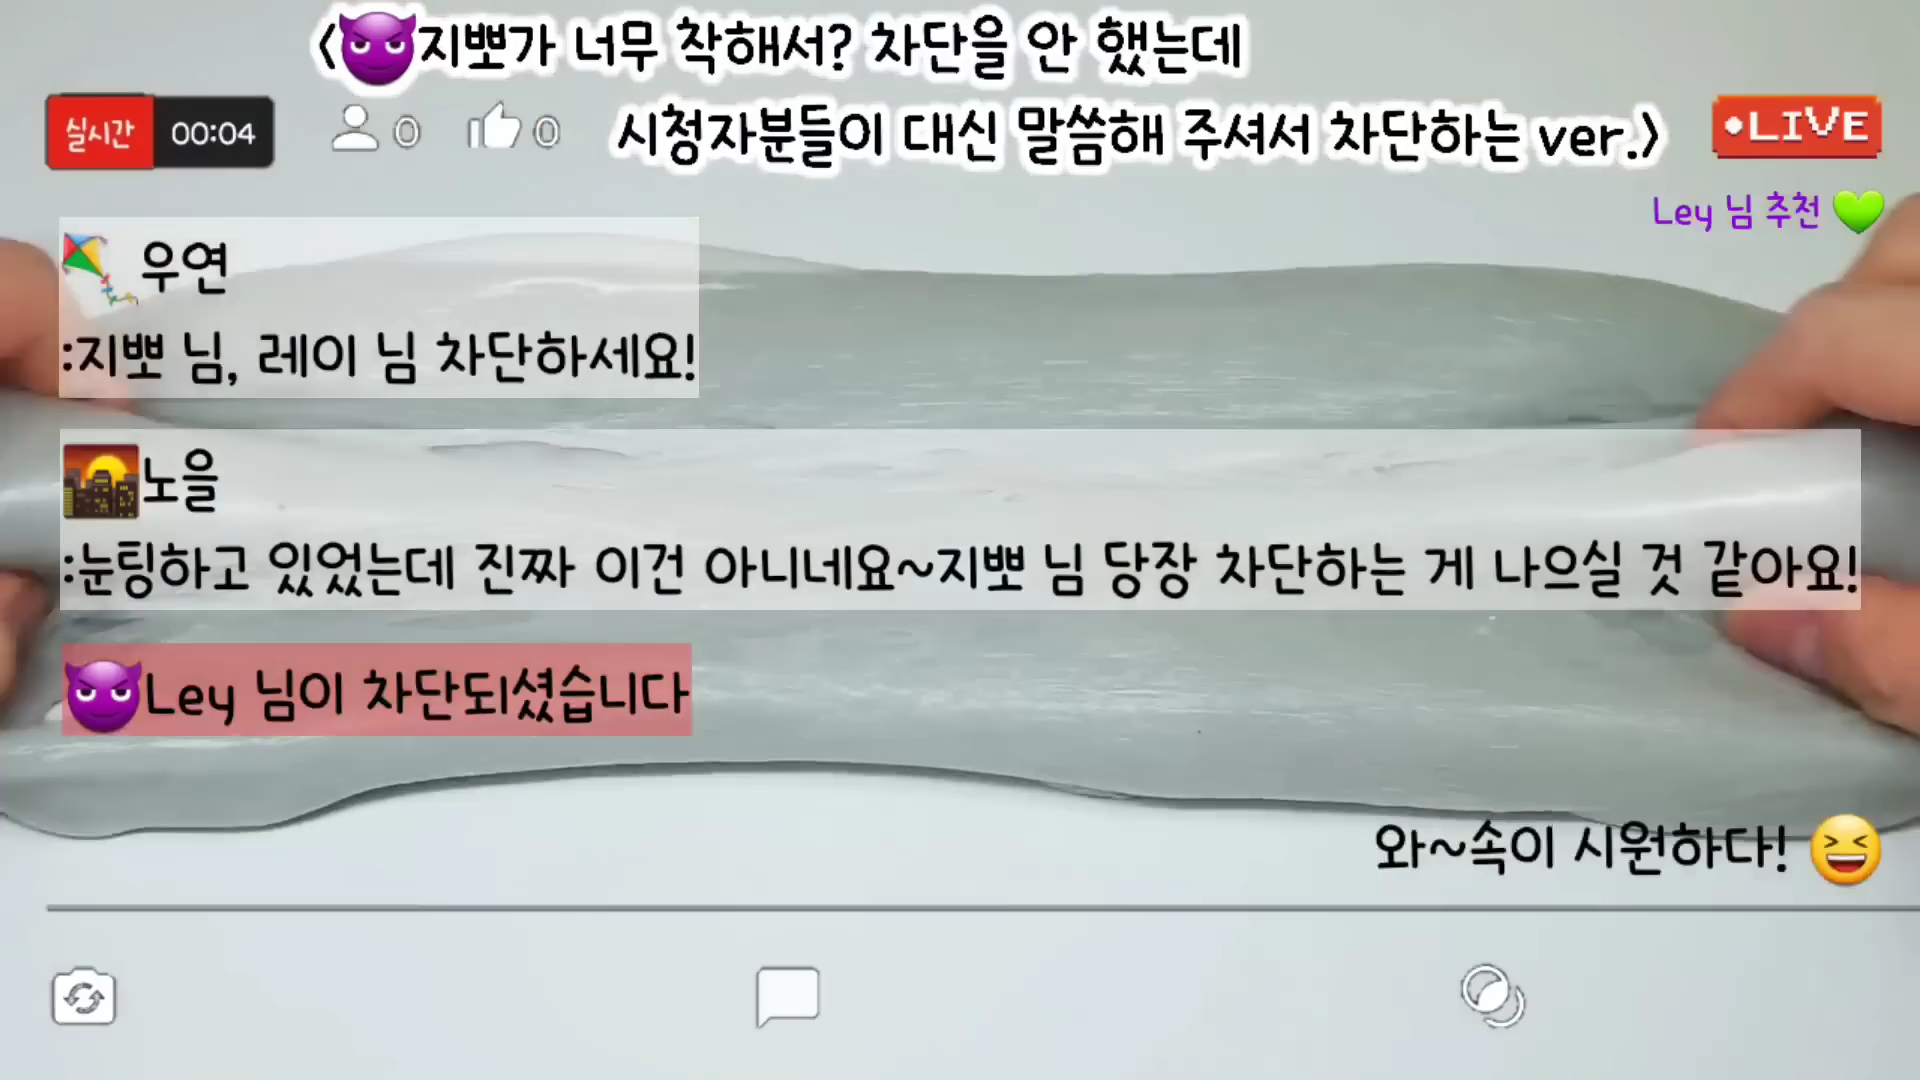 <😈지뽀가 너무 착해서? 차단을 안 했는데
시청자분들이 대신 말씀해 주셔서 차단하는 ver.>
실시간 00:04
0 0
•LIVE
Ley 님 추천 💚
우연
:지뽀 님, 레이 님 차단하세요!
노을
:눈팅하고 있었는데 진짜 이건 아니네요~지뽀 님 당장 차단하는 게 나으실 것 같아요!
😈Ley 님이 차단되셨습니다
와~속이 시원하다! 😆